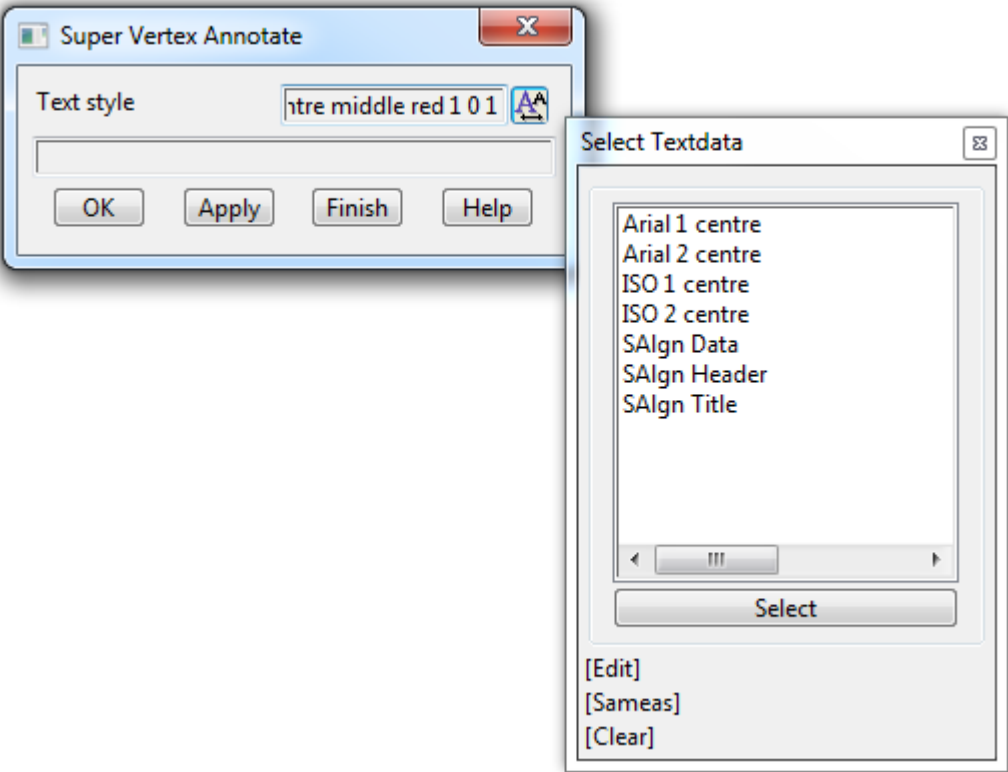 Super Vertex Annotate
Text style
ntre middle red 1 0 1
OK
Apply
Finish
Help
Select Textdata
Arial 1 centre
Arial 2 centre
ISO 1 centre
ISO 2 centre
SAlgn Data
SAlgn Header
SAlgn Title
Select
[Edit]
[Sameas]
[Clear]